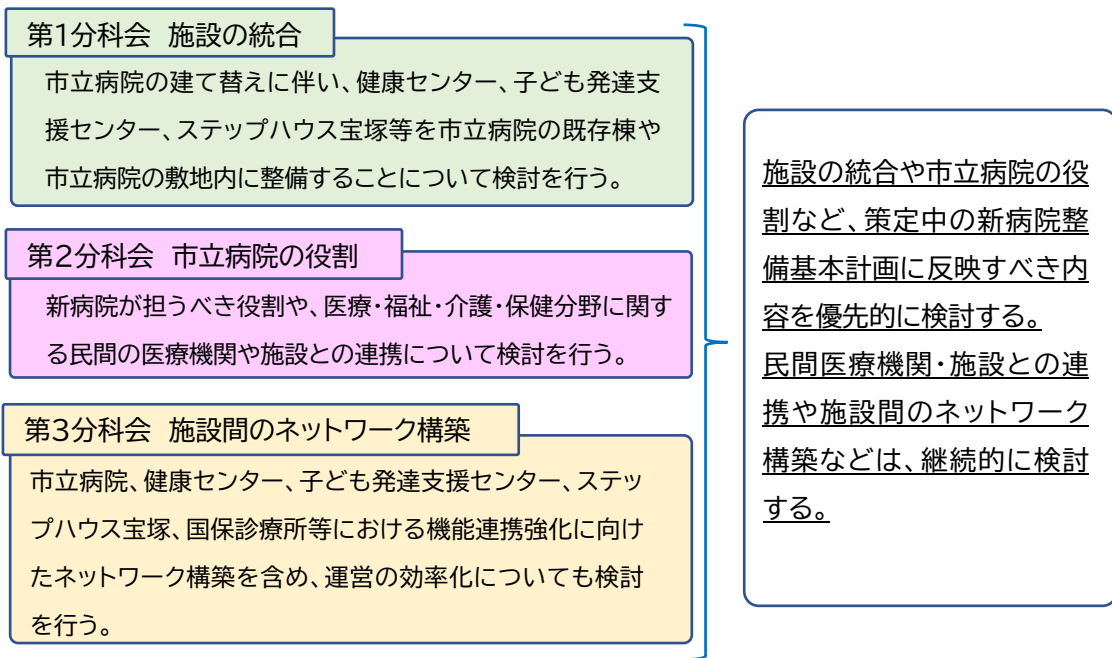 第1分科会 施設の統合
市立病院の建て替えに伴い、健康センター、子ども発達支
援センター、ステップハウス宝塚等を市立病院の既存棟や
市立病院の敷地内に整備することについて検討を行う。
第2分科会 市立病院の役割
新病院が担うべき役割や、医療・福祉・介護・保健分野に関す
る民間の医療機関や施設との連携について検討を行う。
第3分科会 施設間のネットワーク構築
市立病院、健康センター、子ども発達支援センター、ステッ
プハウス宝塚、国保診療所等における機能連携強化に向け
たネットワーク構築を含め、運営の効率化についても検討
を行う。
施設の統合や市立病院の役
割など、策定中の新病院整
備基本計画に反映すべき内
容を優先的に検討する。
民間医療機関・施設との連
携や施設間のネットワーク
構築などは、継続的に検討
する。